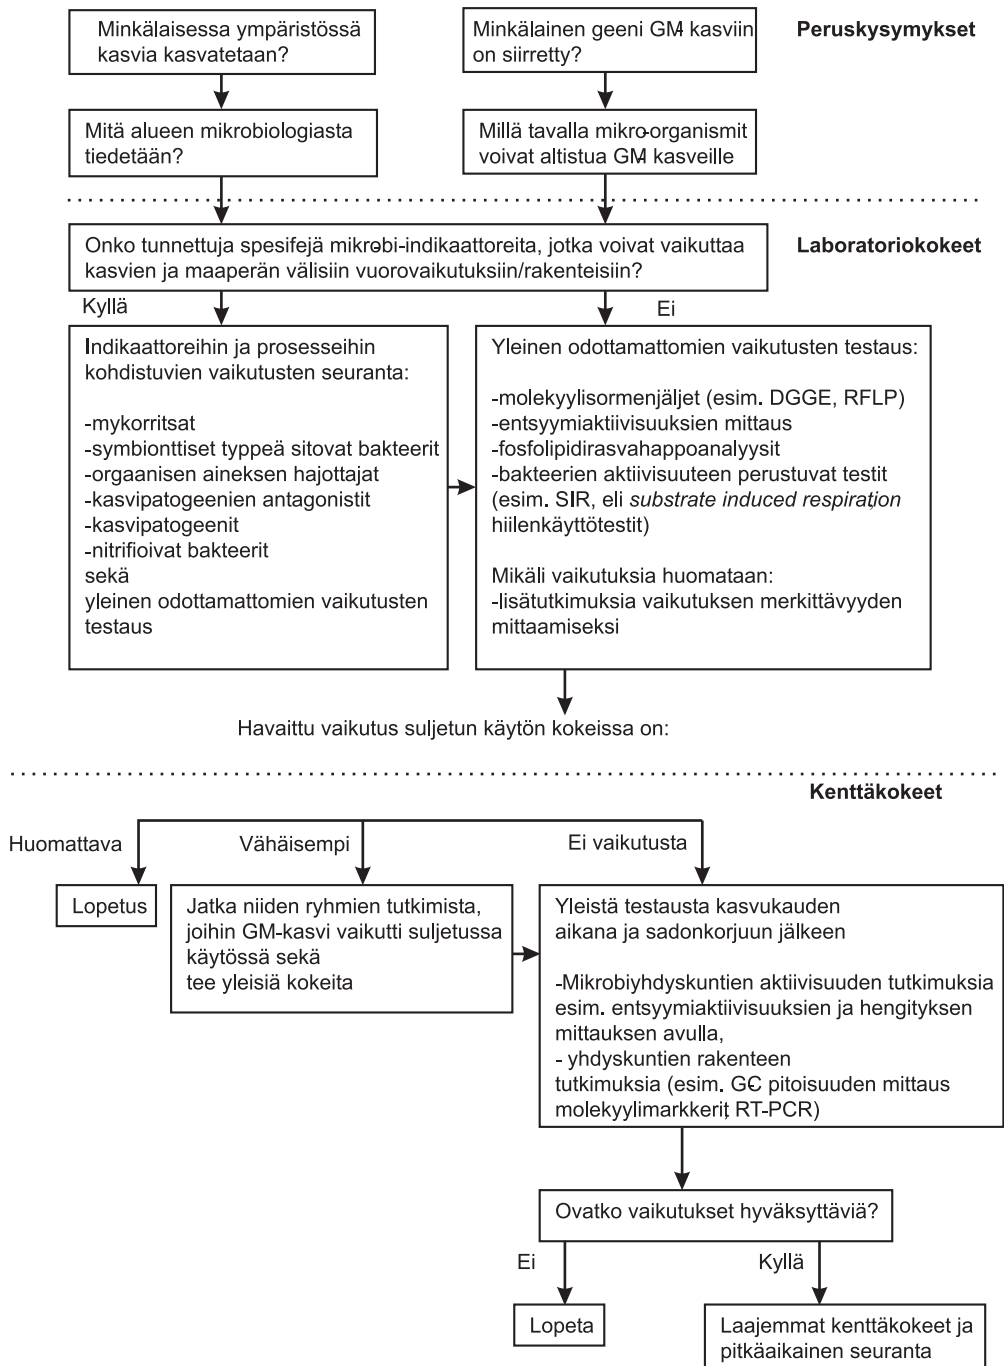 Minkälaisessa ympäristössä
kasvia kasvatetaan?
Minkälainen geeni GM-kasviin
on siirretty?
Peruskysymykset
Mitä alueen mikrobiologiasta
tiedetään?
Millä tavalla mikro-organismit
voivat altistua GM-kasveille
Onko tunnettuja spesifejä mikrobi-indikaattoreita, jotka voivat vaikuttaa
kasvien ja maaperän välisiin vuorovaikutuksiin/rakenteisiin?
Laboratoriokokeet
Kyllä
Ei
Indikaattoreihin ja prosesseihin
kohdistuvien vaikutusten seuranta:
-mykorritsat
-symbionttiset typpeä sitovat bakteerit
-orgaanisen aineksen hajottajat
-kasvipatogeenien antagonistit
-kasvipatogeenit
-nitrifioivat bakteerit
sekä
yleinen odottamattomien vaikutusten
testaus
Yleinen odottamattomien vaikutusten testaus:
-molekyylisormenjäljet (esim. DGGE, RFLP)
-entsyymiaktiivisuuksien mittaus
-fosfolipidirasvahappoanalyysit
-bakteerien aktiivisuuteen perustuvat testit
(esim. SIR, eli substrate induced respiration,
hiilenkäyttötestit)
Mikäli vaikutuksia huomataan:
-lisätutkimuksia vaikutuksen merkittävyyden
mittaamiseksi
Havaittu vaikutus suljetun käytön kokeissa on:
Kenttäkokeet
Huomattava
Vähäisempi
Ei vaikutusta
Lopetus
Jatka niiden ryhmien tutkimista,
joihin GM-kasvi vaikutti suljetussa
käytössä sekä
tee yleisiä kokeita
Yleistä testausta kasvukauden
aikana ja sadonkorjuun jälkeen
-Mikrobiyhdyskuntien aktiivisuuden tutkimuksia
esim. entsyymiaktiivisuuksien ja hengityksen
mittauksen avulla,
- yhdyskuntien rakenteen
tutkimuksia (esim. GC-pitoisuuden mittaus
molekyylimarkkerit, RT-PCR)
Ovatko vaikutukset hyväksyttäviä?
Ei
Kyllä
Lopeta
Laajemmat kenttäkokeet ja
pitkäaikainen seuranta